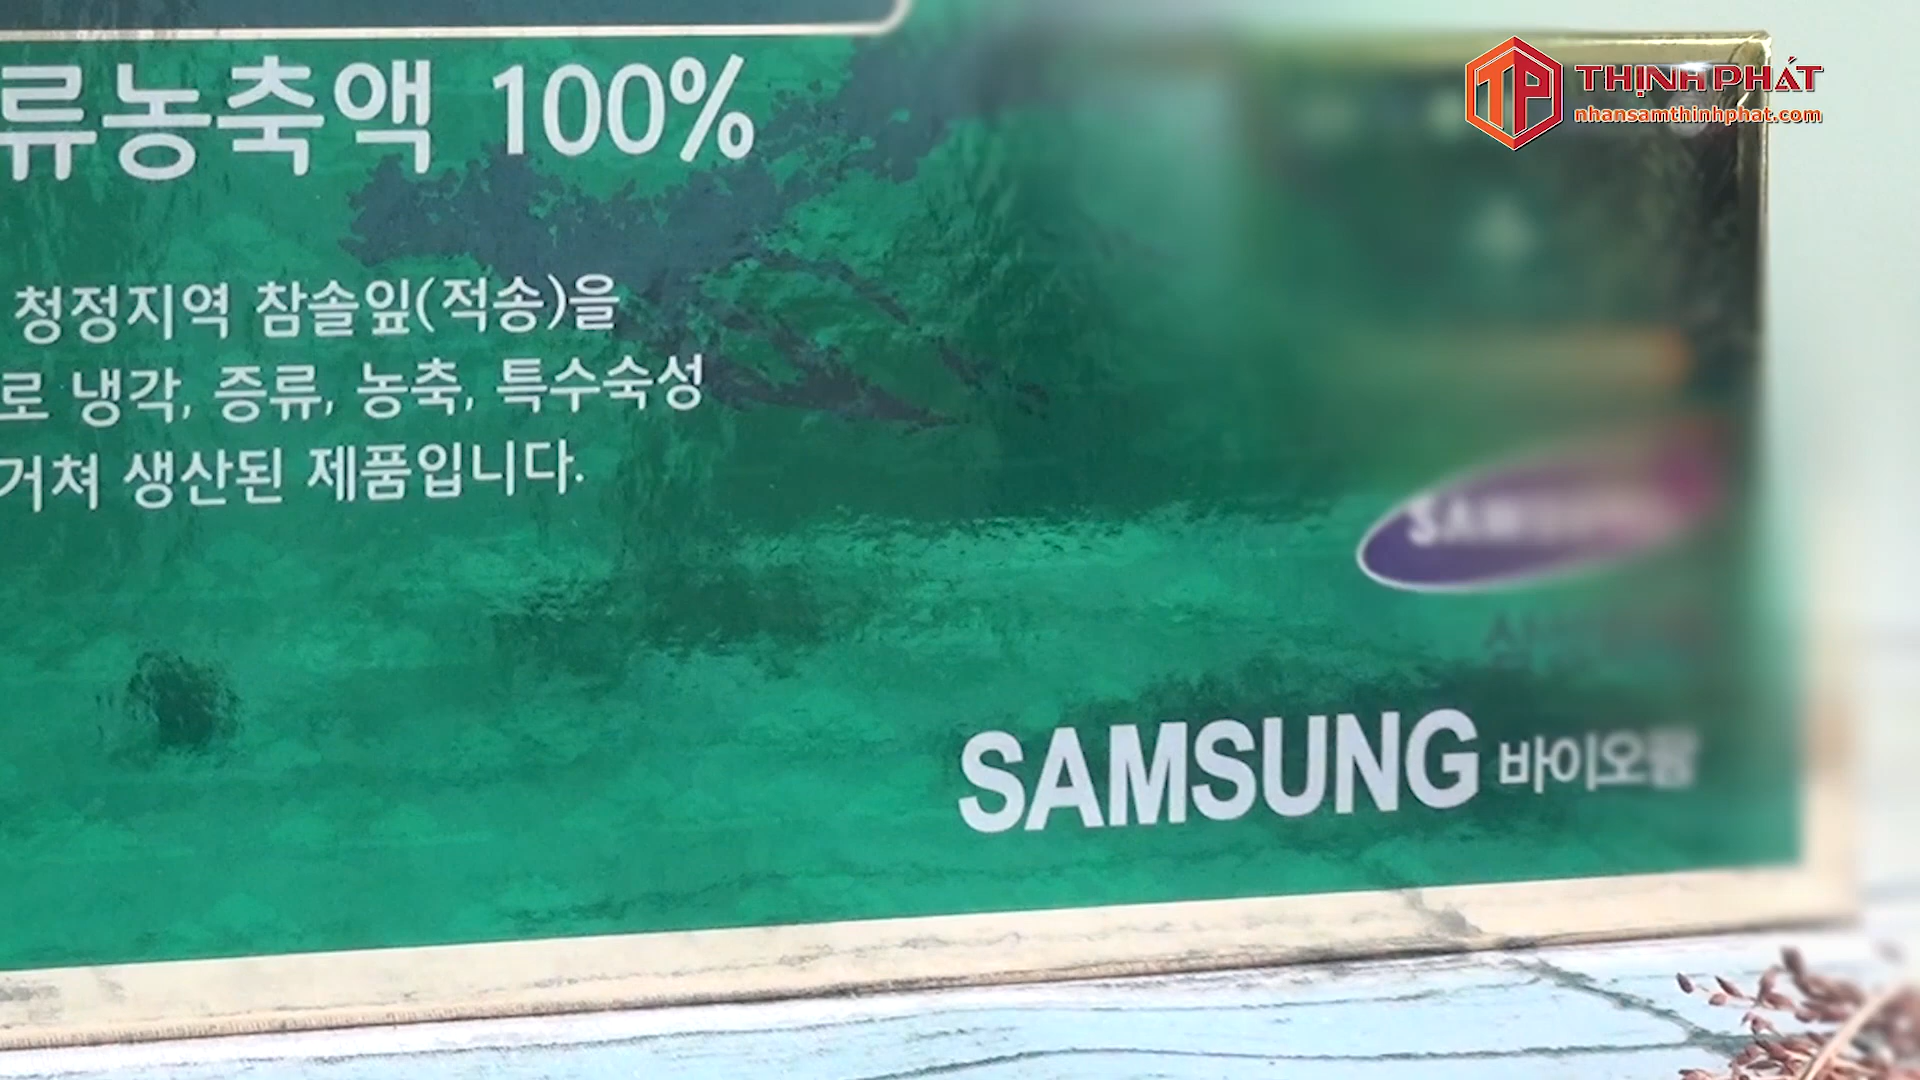 THỊNH PHÁT
nhansamthinhphat.com
류농축액 100%
청정지역 참솔잎(적송)을
로 냉각, 증류, 농축, 특수숙성
거쳐 생산된 제품입니다.
SAMSUNG
SAMSUNG 바이오팜